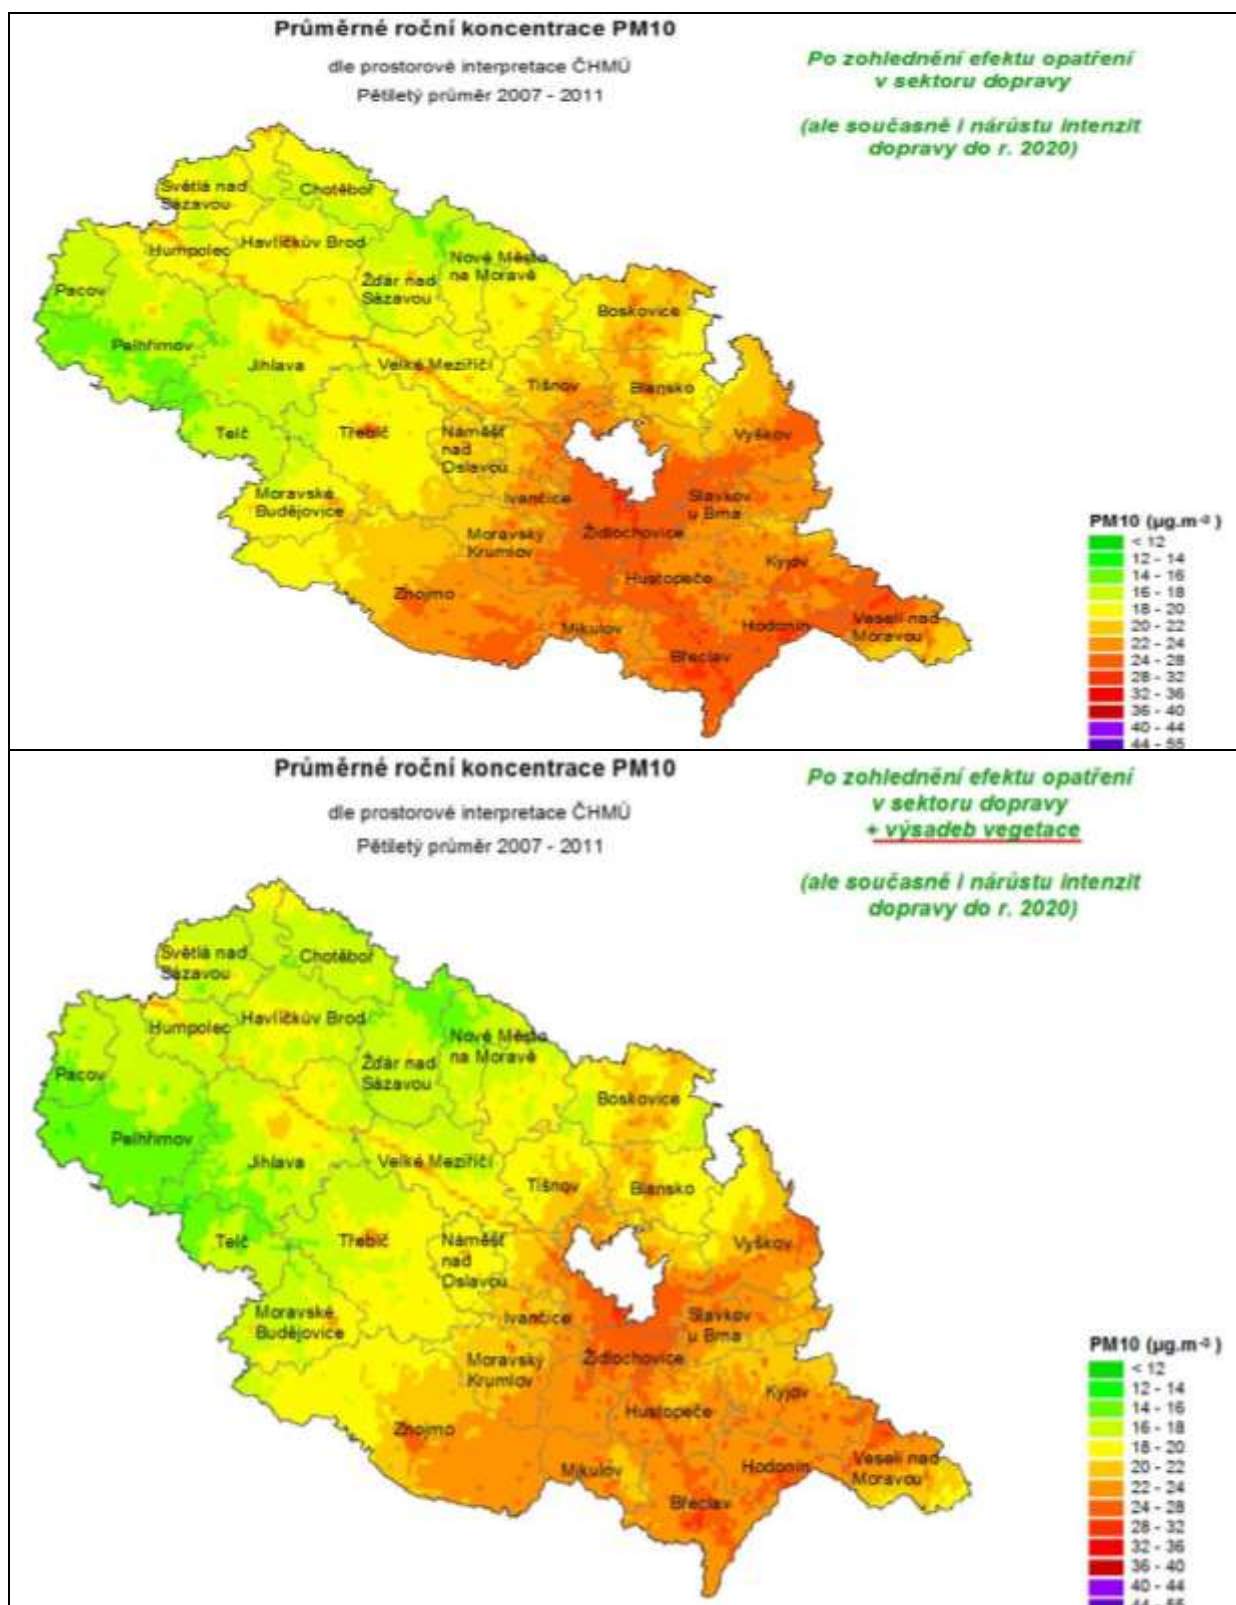 Průměrné roční koncentrace PM10
dle prostorové interpretace ČHMÚ
Pětiletý průměr 2007 - 2011
Po zohlednění efektu opatření
v sektoru dopravy
(ale současně i nárůstu intenzit
dopravy do r. 2020)
Světlá nad
Sázavou
Chotěboř
Humpolec
Havlíčkův Brod
Nové Město
na Moravě
Žďár nad
Sázavou
Pacov
Boskovice
Pelhřimov
Jihlava
Velké Meziříčí
Tišnov
Blansko
Telč
Třebíč
Náměšť
nad
Oslavou
Vyškov
Moravské
Budějovice
Ivančice
Slavkov
u Brna
Moravský
Krumlov
Židlochovice
Kyjov
Znojmo
Hustopeče
Mikulov
Hodonín
Veselí nad
Moravou
Břeclav
PM10 (µg.m-3 )
< 12
12 - 14
14 - 16
16 - 18
18 - 20
20 - 22
22 - 24
24 - 28
28 - 32
32 - 36
36 - 40
40 - 44
44 - 55
Průměrné roční koncentrace PM10
dle prostorové interpretace ČHMÚ
Pětiletý průměr 2007 - 2011
Po zohlednění efektu opatření
v sektoru dopravy
+ výsadeb vegetace
(ale současně i nárůstu intenzit
dopravy do r. 2020)
Světlá nad
Sázavou
Chotěboř
Humpolec
Havlíčkův Brod
Nové Město
na Moravě
Žďár nad
Sázavou
Pacov
Boskovice
Pelhřimov
Jihlava
Velké Meziříčí
Tišnov
Blansko
Telč
Třebíč
Náměšť
nad
Oslavou
Vyškov
Moravské
Budějovice
Ivančice
Slavkov
u Brna
Moravský
Krumlov
Židlochovice
Kyjov
Znojmo
Hustopeče
Mikulov
Hodonín
Veselí nad
Moravou
Břeclav
PM10 (µg.m-3 )
< 12
12 - 14
14 - 16
16 - 18
18 - 20
20 - 22
22 - 24
24 - 28
28 - 32
32 - 36
36 - 40
40 - 44
44 - 55